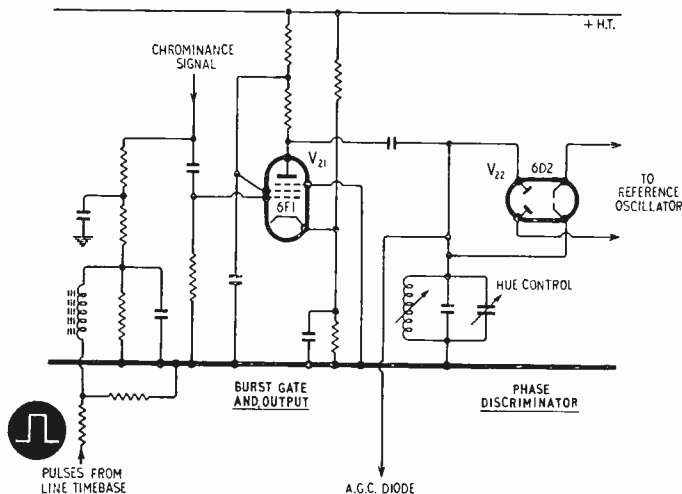 + H.T.
CHROMINANCE
SIGNAL
V21
6F1
V22
6D2
TO
REFERENCE
OSCILLATOR
HUE CONTROL
BURST GATE
AND OUTPUT
PHASE
DISCRIMINATOR
PULSES FROM
LINE TIMEBASE
A.G.C. DIODE